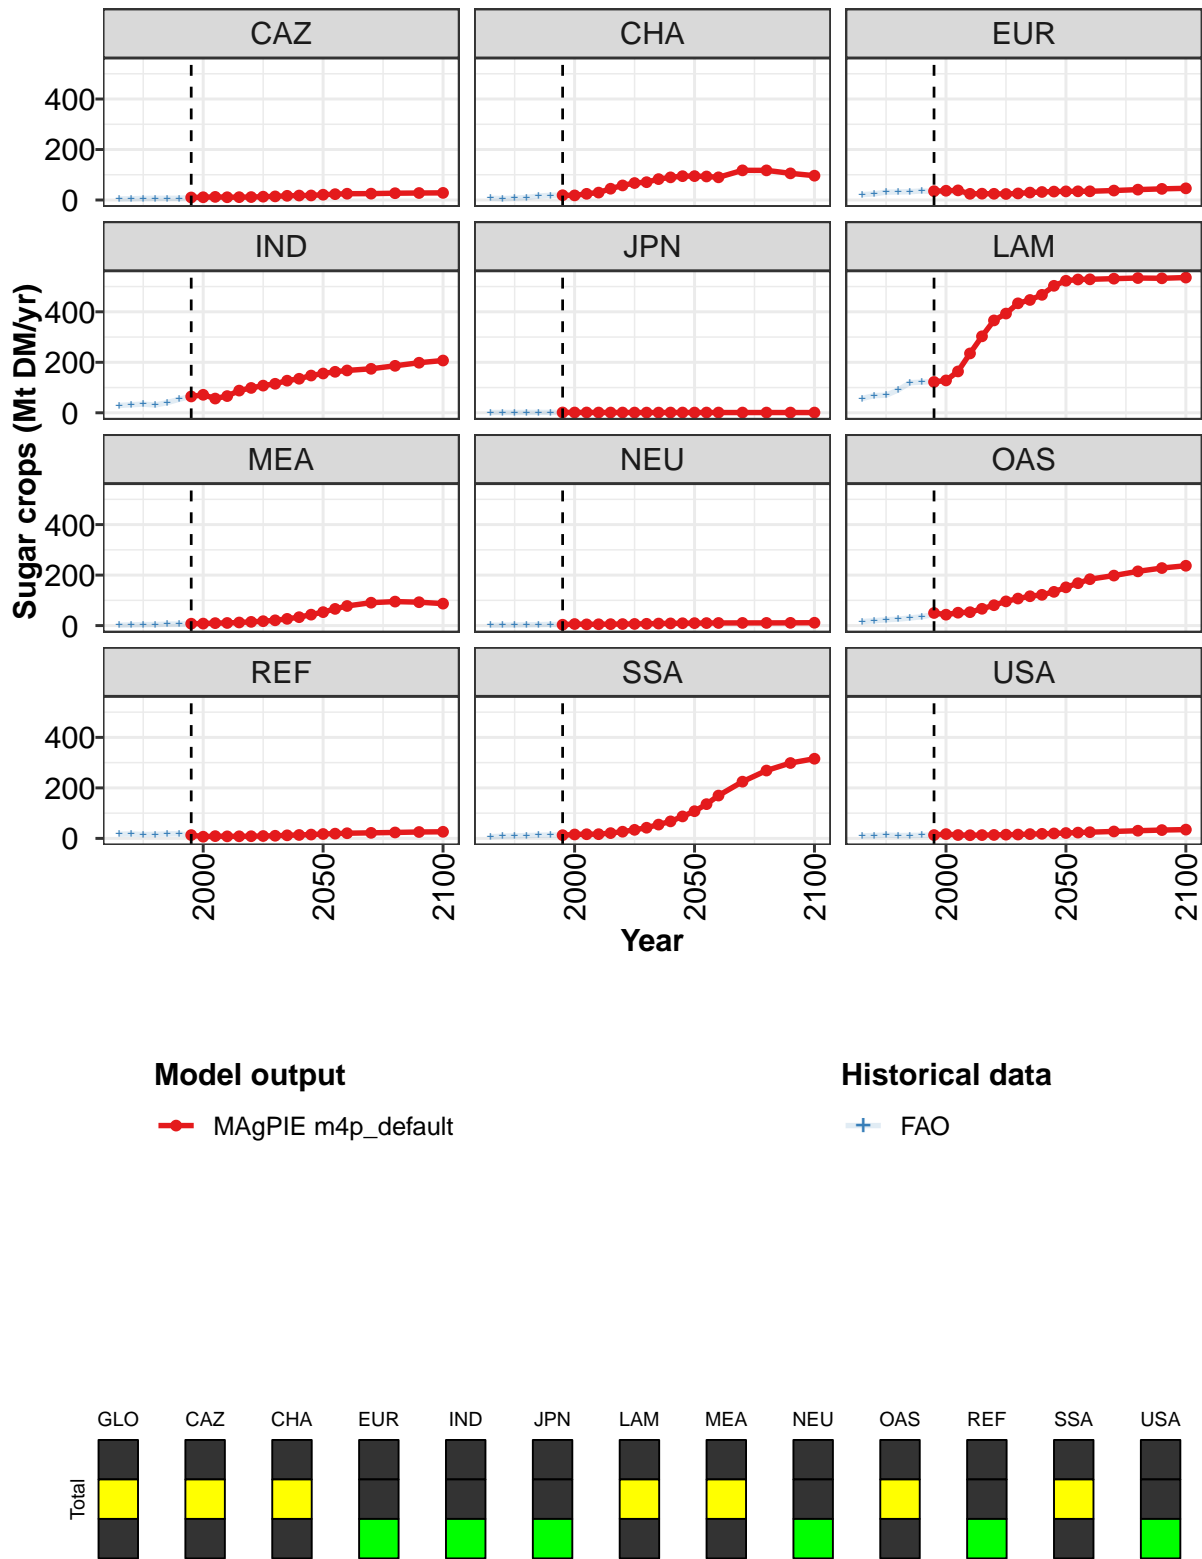 CAZ CHA EUR
400
200
0
IND JPN LAM
400
200
0
MEA NEU OAS
400
200
0
REF SSA USA
400
200
0
Sugar crops (Mt DM/yr)
2000 2050 2100 2000 2050 2100 2000 2050 2100
Year
Model output Historical data
MAgPIE m4p_default FAO
GLO CAZ CHA EUR IND JPN LAM MEA NEU OAS REF SSA USA
Total